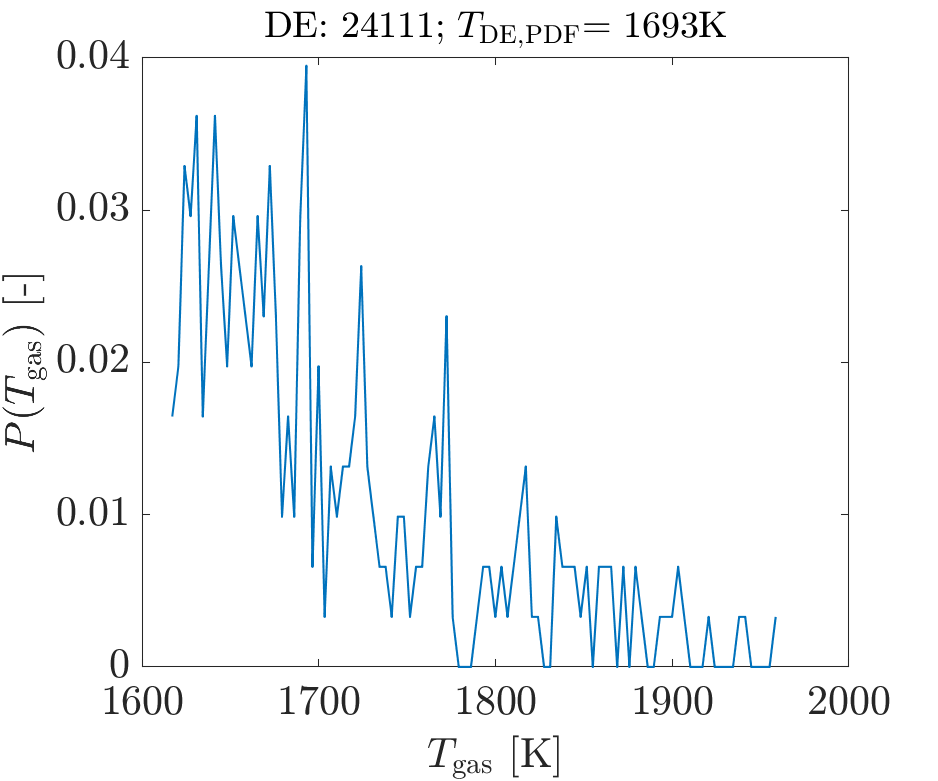 DE: 24111; T_DE,PDF= 1693K
0.04
0.03
0.02
0.01
0
P(T_gas) [-]
1600 1700 1800 1900 2000
T_gas [K]